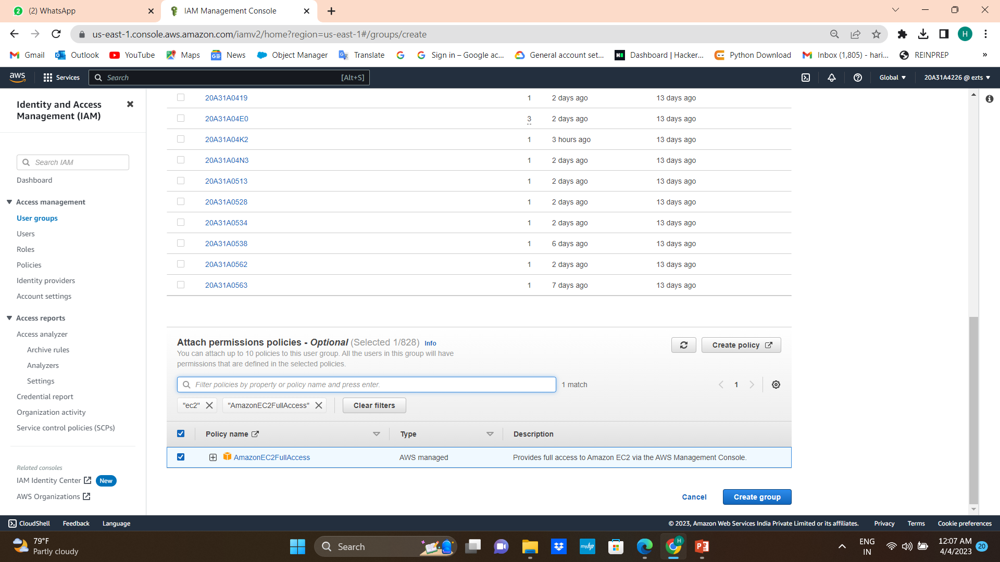 (2) WhatsApp
IAM Management Console
us-east-1.console.aws.amazon.com/iamv2/home?region=us-east-1#/groups/create
H
Gmail Outlook YouTube Maps News Object Manager Translate Sign in – Google ac... General account set... Dashboard | Hacker... Python Download Inbox (1,805) - hari... REINPREP »
aws Services Search [Alt+S] Global 20A31A4226 @ ezts
Identity and Access
Management (IAM)
Search IAM
Dashboard
Access management
User groups
Users
Roles
Policies
Identity providers
Account settings
Access reports
Access analyzer
Archive rules
Analyzers
Settings
Credential report
Organization activity
Service control policies (SCPs)
Related consoles
IAM Identity Center New
AWS Organizations
20A31A0419 1 2 days ago 13 days ago
20A31A04E0 3 2 days ago 13 days ago
20A31A04K2 1 3 hours ago 13 days ago
20A31A04N3 1 2 days ago 13 days ago
20A31A0513 1 2 days ago 13 days ago
20A31A0528 1 2 days ago 13 days ago
20A31A0534 1 2 days ago 13 days ago
20A31A0538 1 6 days ago 13 days ago
20A31A0562 1 2 days ago 13 days ago
20A31A0563 1 7 days ago 13 days ago
Attach permissions policies - Optional (Selected 1/828) Info
Create policy
You can attach up to 10 policies to this user group. All the users in this group will have
permissions that are defined in the selected policies.
Filter policies by property or policy name and press enter. 1 match 1
"ec2" "AmazonEC2FullAccess" Clear filters
Policy name Type Description
AmazonEC2FullAccess AWS managed Provides full access to Amazon EC2 via the AWS Management Console.
Cancel Create group
CloudShell Feedback Language © 2023, Amazon Web Services India Private Limited or its affiliates. Privacy Terms Cookie preferences
79°F
Partly cloudy
Search
myhp
H
P
ENG
IN
12:07 AM
4/4/2023
20